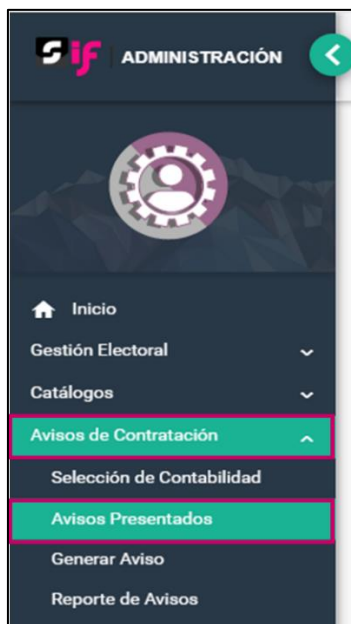 Sif ADMINISTRACIÓN
Inicio
Gestión Electoral
Catálogos
Avisos de Contratación
Selección de Contabilidad
Avisos Presentados
Generar Aviso
Reporte de Avisos